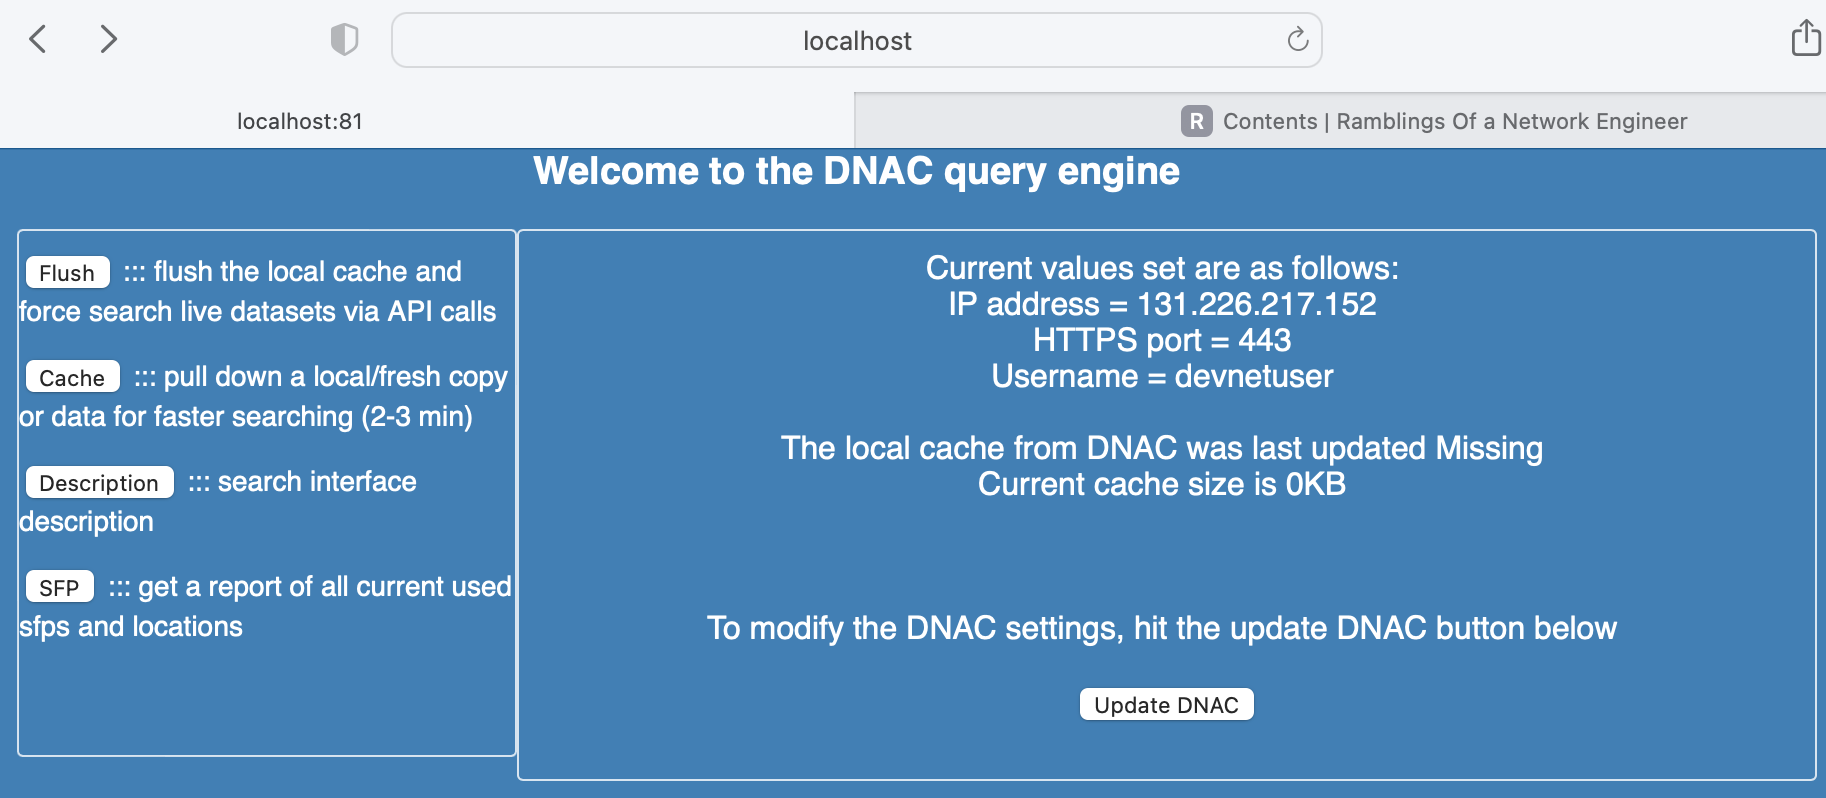 localhost
localhost:81
R Contents | Ramblings Of a Network Engineer
Welcome to the DNAC query engine
Flush ::: flush the local cache and
force search live datasets via API calls
Cache ::: pull down a local/fresh copy
or data for faster searching (2-3 min)
Description ::: search interface
description
SFP ::: get a report of all current used
sfps and locations
Current values set are as follows:
IP address = 131.226.217.152
HTTPS port = 443
Username = devnetuser
The local cache from DNAC was last updated Missing
Current cache size is 0KB
To modify the DNAC settings, hit the update DNAC button below
Update DNAC